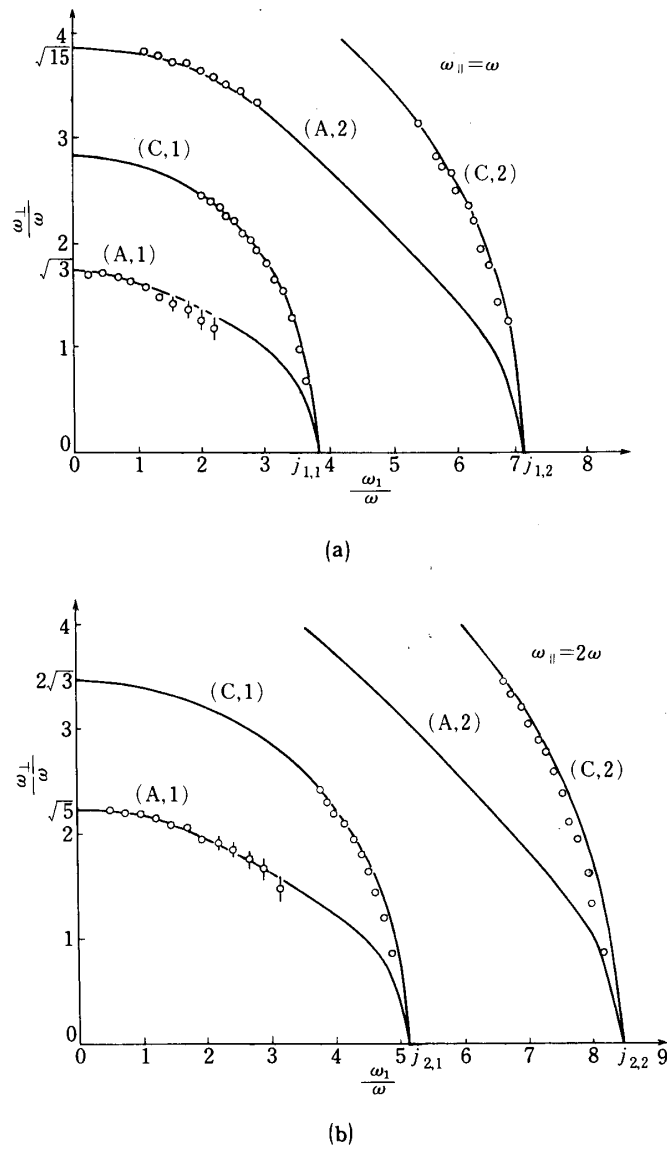 4
√15
3
ω⊥/ω
2
√3
1
0
(C,1)
(A,1)
(A,2)
(C,2)
ω∥=ω
0 1 2 3 j1,1 4 5 6 j1,2 7 8
ω1/ω
(a)
4
2√3
3
ω⊥/ω
√5
2
1
0
(C,1)
(A,1)
(A,2)
(C,2)
ω∥=2ω
0 1 2 3 4 5 j2,1 6 7 8 j2,2 9
ω1/ω
(b)